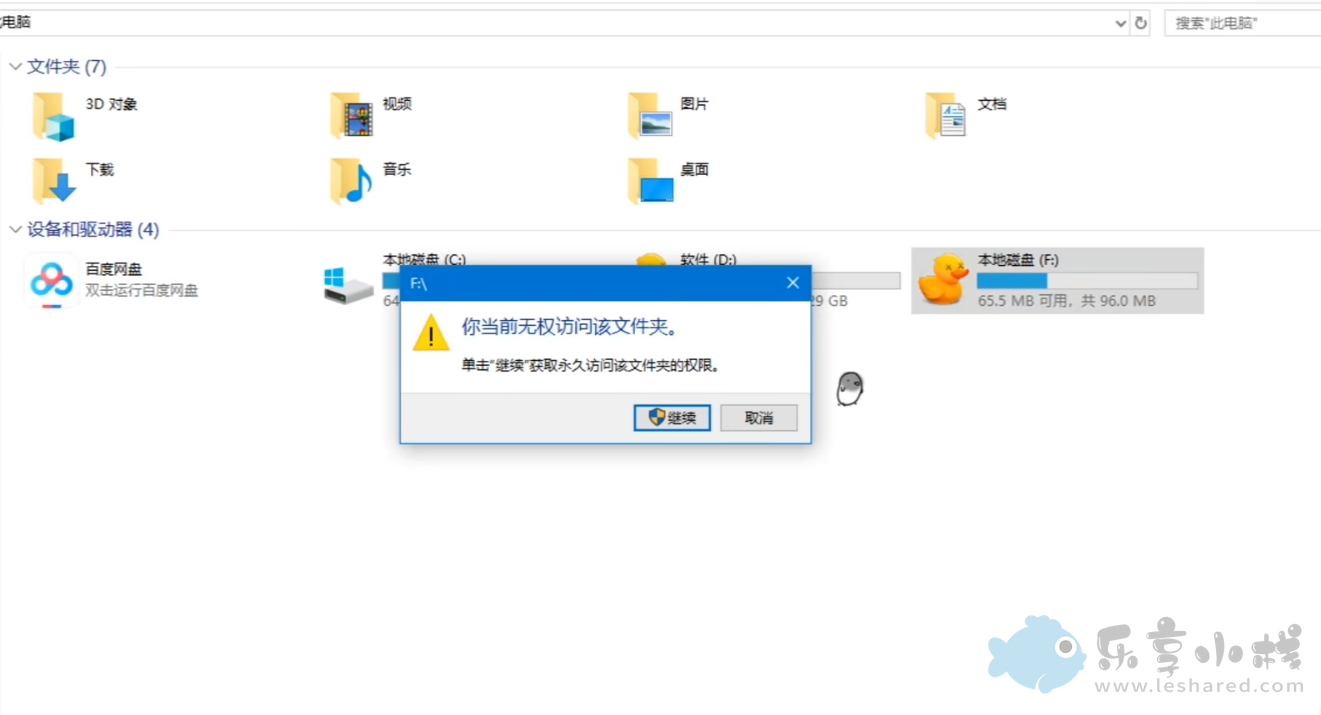 电脑
搜索"此电脑"
文件夹 (7)
3D 对象
视频
图片
文档
下载
音乐
桌面
设备和驱动器 (4)
百度网盘
双击运行百度网盘
本地磁盘 (C:)
64
软件 (D:)
29 GB
本地磁盘 (F:)
65.5 MB 可用，共 96.0 MB
F:\
你当前无权访问该文件夹。
单击"继续"获取永久访问该文件夹的权限。
继续
取消
乐享小栈
www.leshared.com